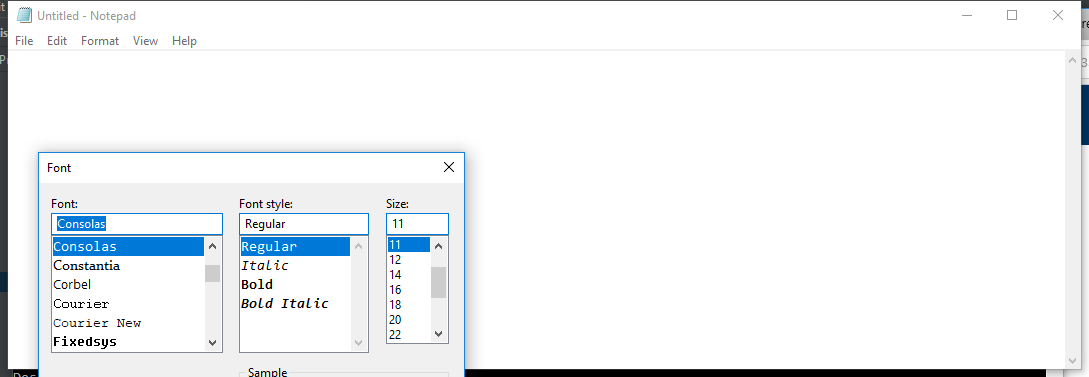 Untitled - Notepad
File Edit Format View Help
Font
Font: Font style: Size:
Consolas Regular 11
Consolas Regular 11
Constantia Italic 12
Corbel Bold 14
Courier Bold Italic 16
Courier New 18
Fixedsys 20
22
Sample